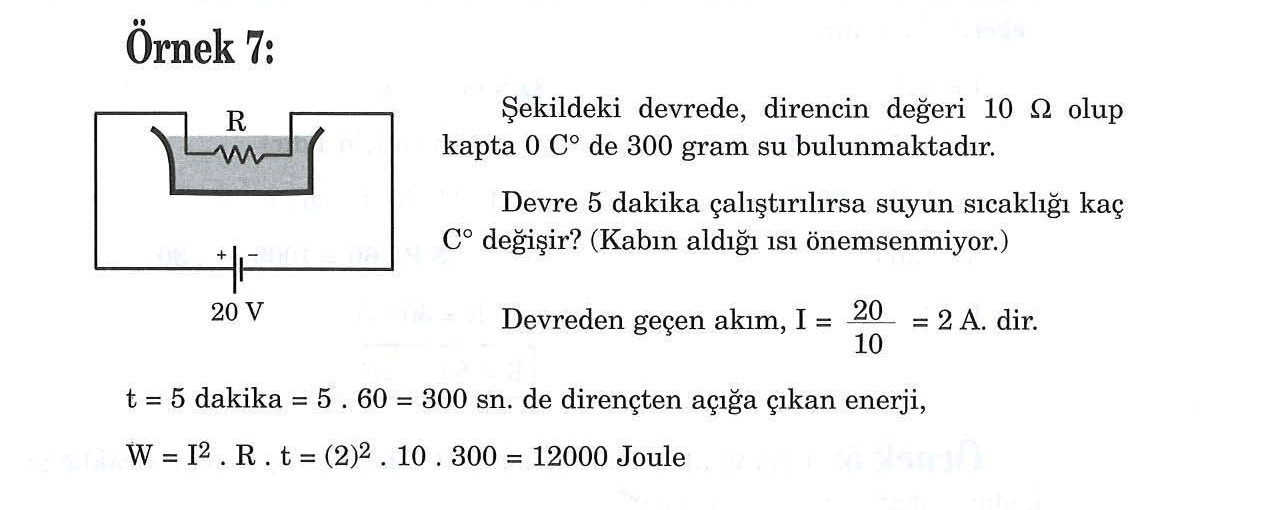 Örnek 7:
R
+ -
20 V
Şekildeki devrede, direncin değeri 10 Ω olup
kapta 0 C° de 300 gram su bulunmaktadır.
Devre 5 dakika çalıştırılırsa suyun sıcaklığı kaç
C° değişir? (Kabın aldığı ısı önemsenmiyor.)
Devreden geçen akım, I = 20/10 = 2 A. dir.
t = 5 dakika = 5 . 60 = 300 sn. de dirençten açığa çıkan enerji,
W = I² . R . t = (2)² . 10 . 300 = 12000 Joule